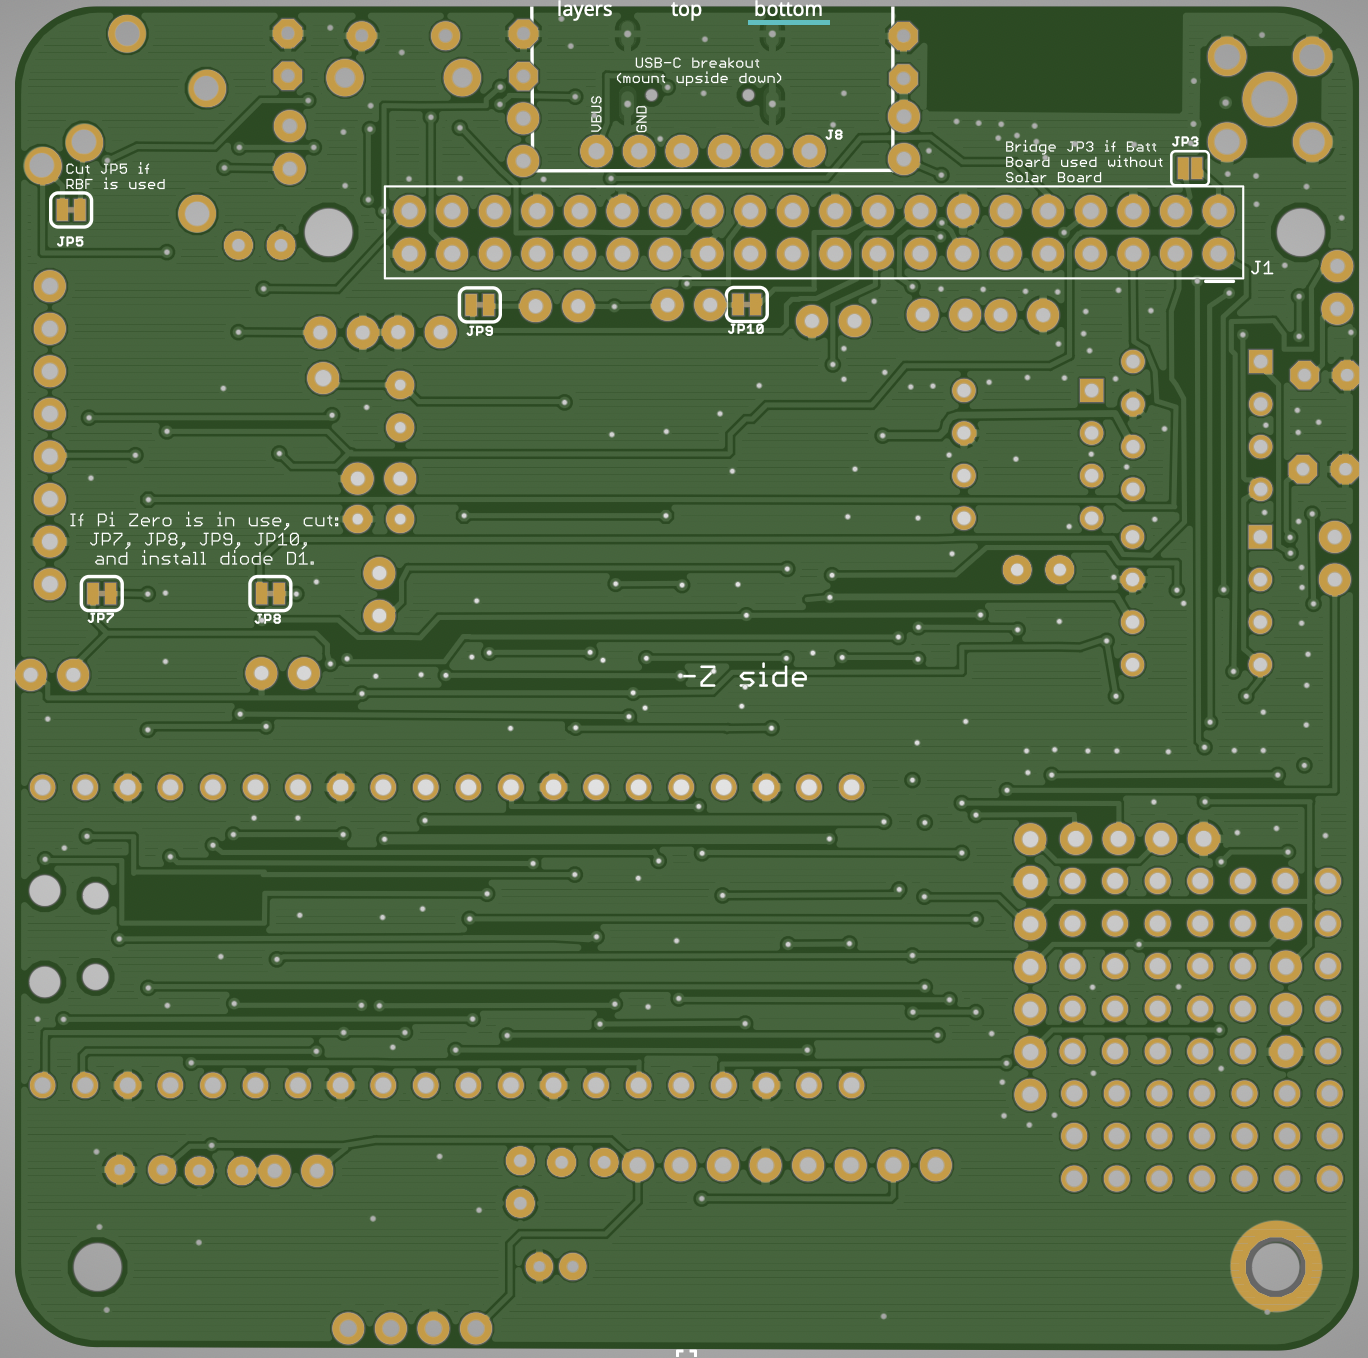 layers top bottom
USB-C breakout
(mount upside down)
VBUS
GND
J8
Cut JP5 if
RBF is used
JP5
Bridge JP3 if Batt
Board used without
Solar Board
JP3
J1
JP9
JP10
If Pi Zero is in use, cut:
JP7, JP8, JP9, JP10,
and install diode D1.
JP7
JP8
-Z side